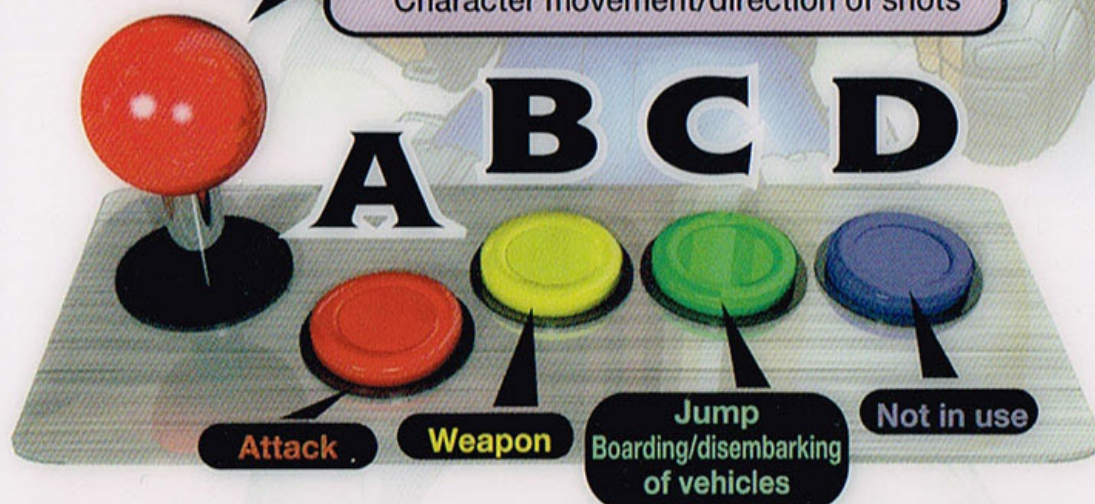 Character movement/direction of shots
A B C D
Attack
Weapon
Jump
Boarding/disembarking
of vehicles
Not in use